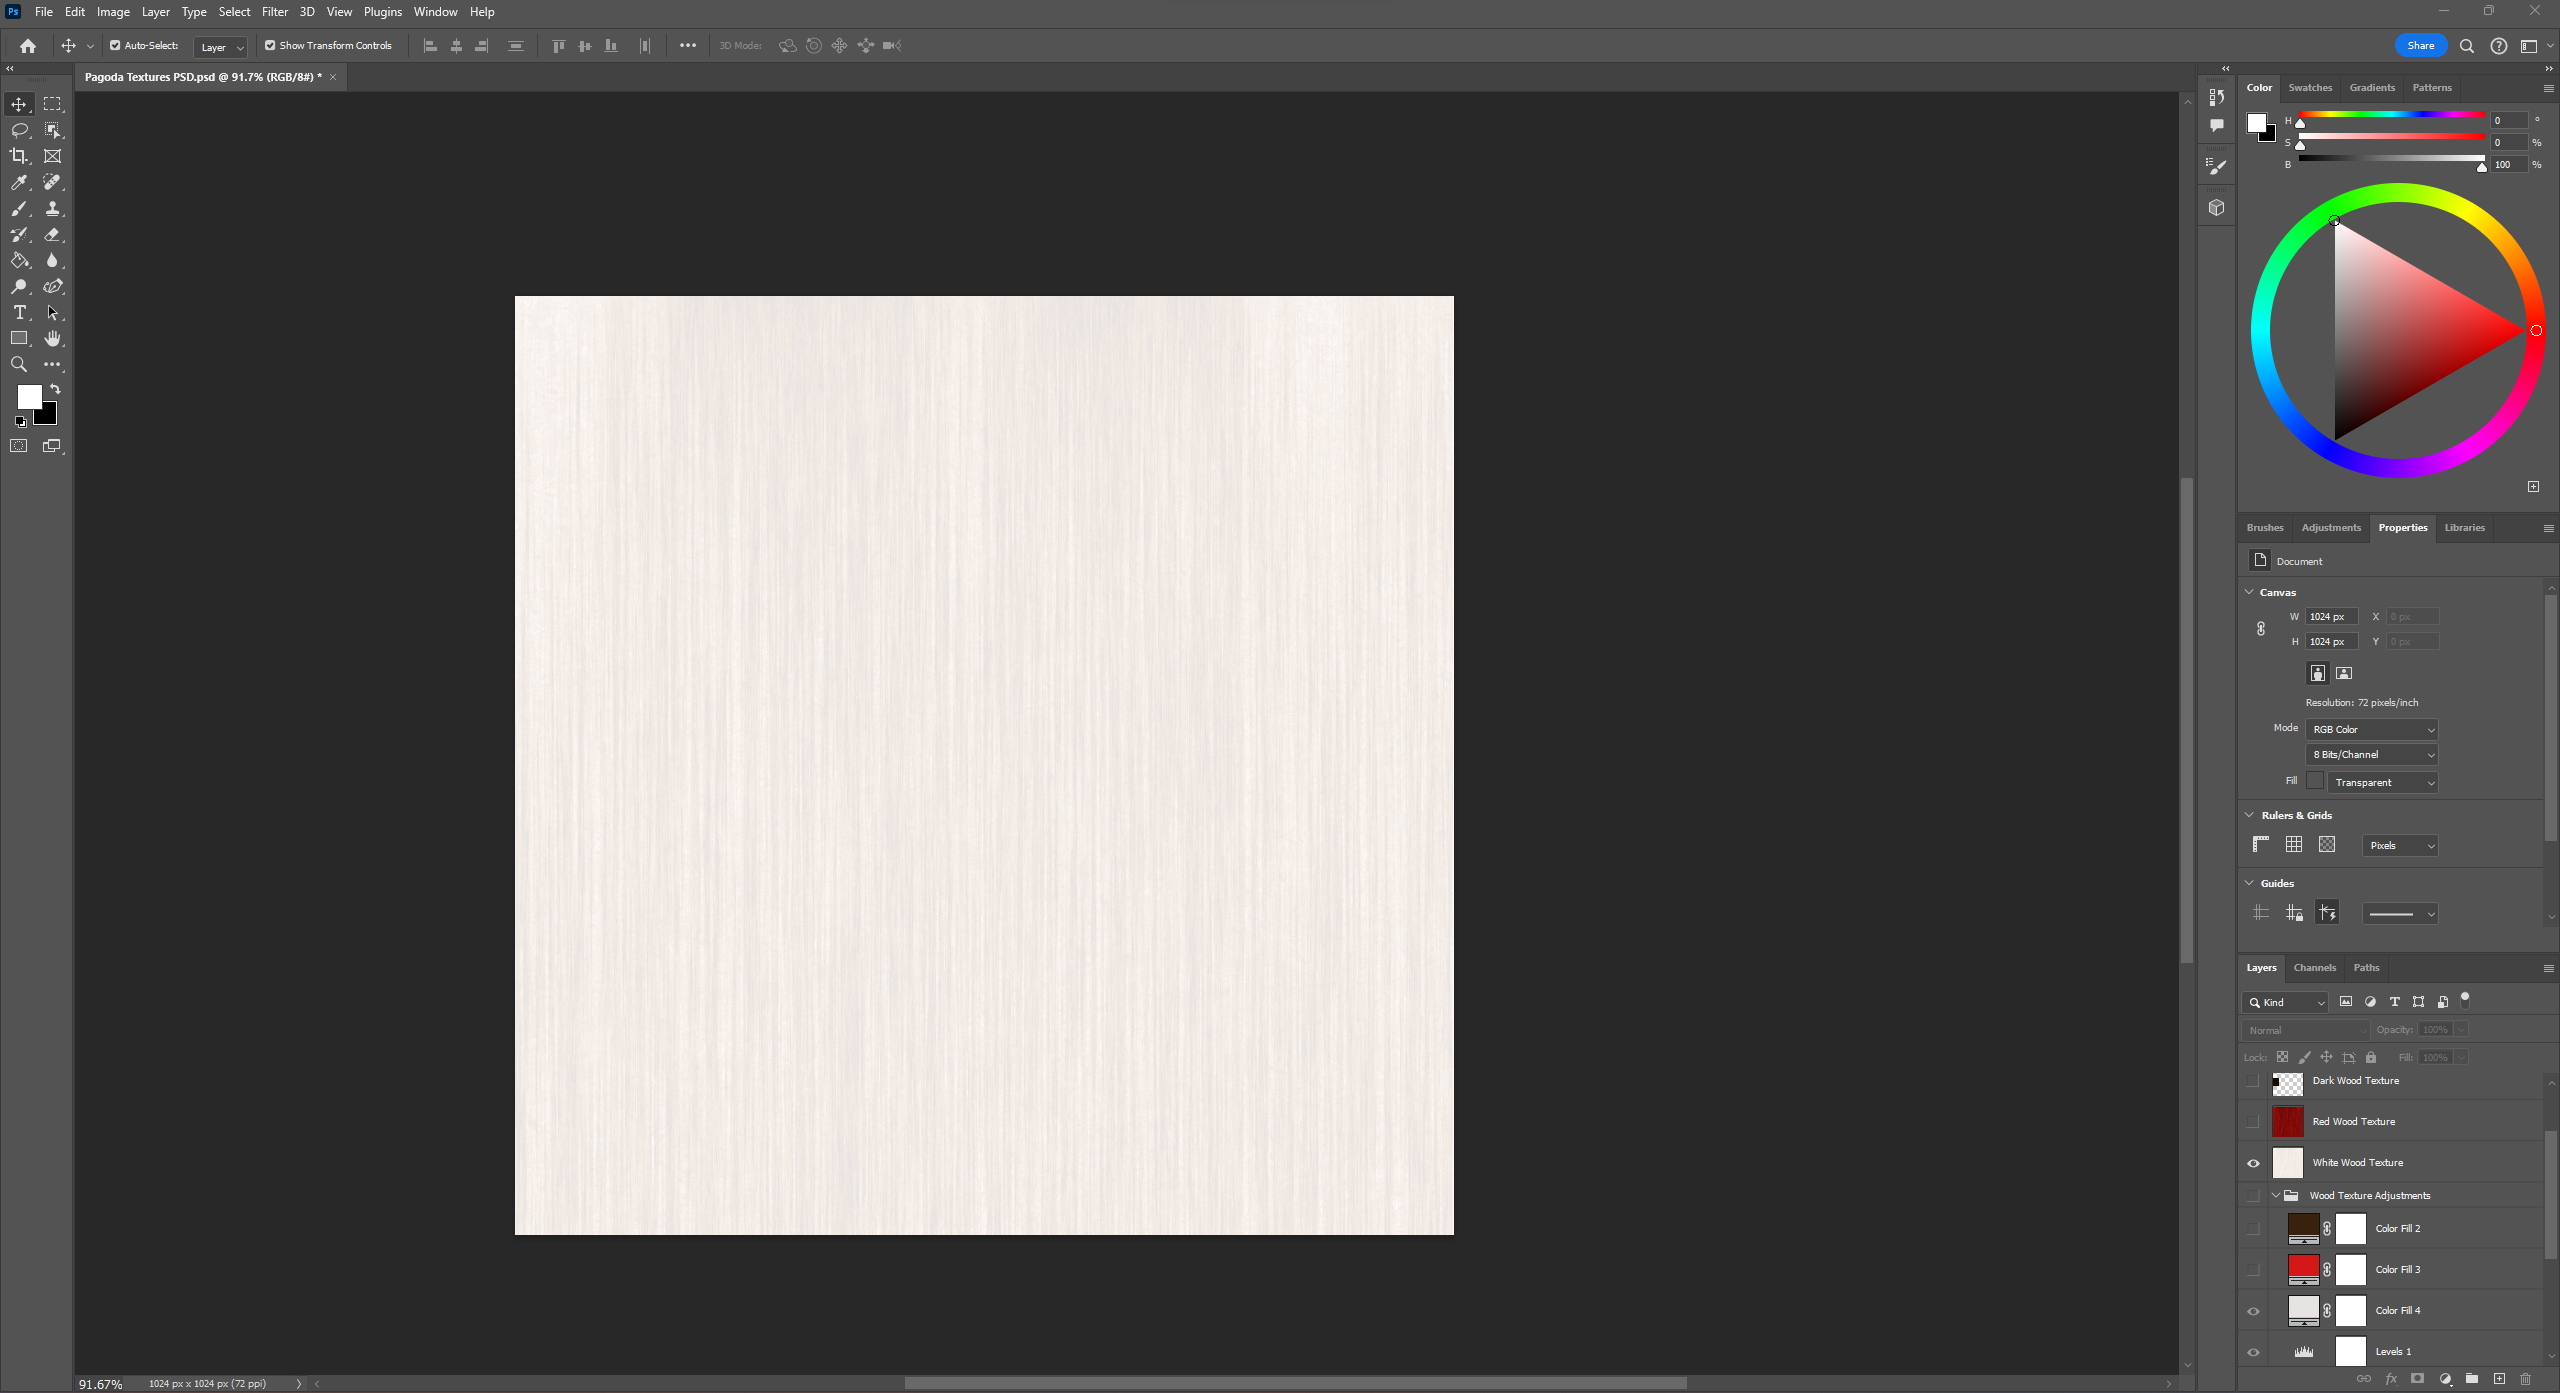 Ps File Edit Image Layer Type Select Filter 3D View Plugins Window Help
Auto-Select: Layer Show Transform Controls 3D Mode: Share
Pagoda Textures PSD.psd @ 91.7% (RGB/8#) *
Color Swatches Gradients Patterns
H 0 °
S 0 %
B 100 %
Brushes Adjustments Properties Libraries
Document
Canvas
W 1024 px X 0 px
H 1024 px Y 0 px
Resolution: 72 pixels/inch
Mode RGB Color
8 Bits/Channel
Fill Transparent
Rulers & Grids
Pixels
Guides
Layers Channels Paths
Kind
Normal Opacity: 100%
Lock: Fill: 100%
Dark Wood Texture
Red Wood Texture
White Wood Texture
Wood Texture Adjustments
Color Fill 2
Color Fill 3
Color Fill 4
Levels 1
91.67% 1024 px x 1024 px (72 ppi)